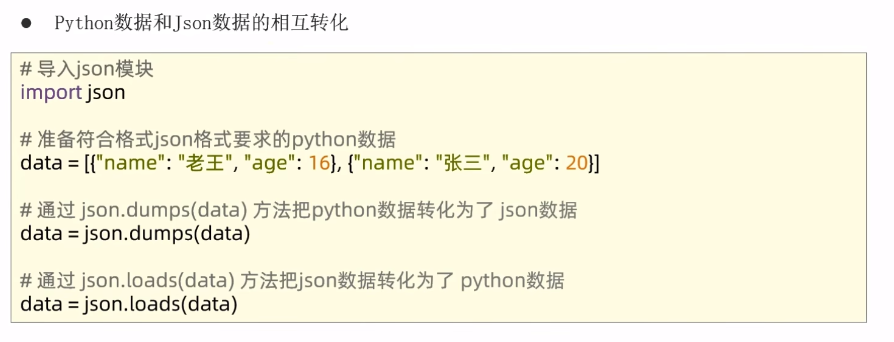 ● Python数据和Json数据的相互转化
# 导入json模块
import json
# 准备符合格式json格式要求的python数据
data = [{"name": "老王", "age": 16}, {"name": "张三", "age": 20}]
# 通过 json.dumps(data) 方法把python数据转化为了 json数据
data = json.dumps(data)
# 通过 json.loads(data) 方法把json数据转化为了 python数据
data = json.loads(data)